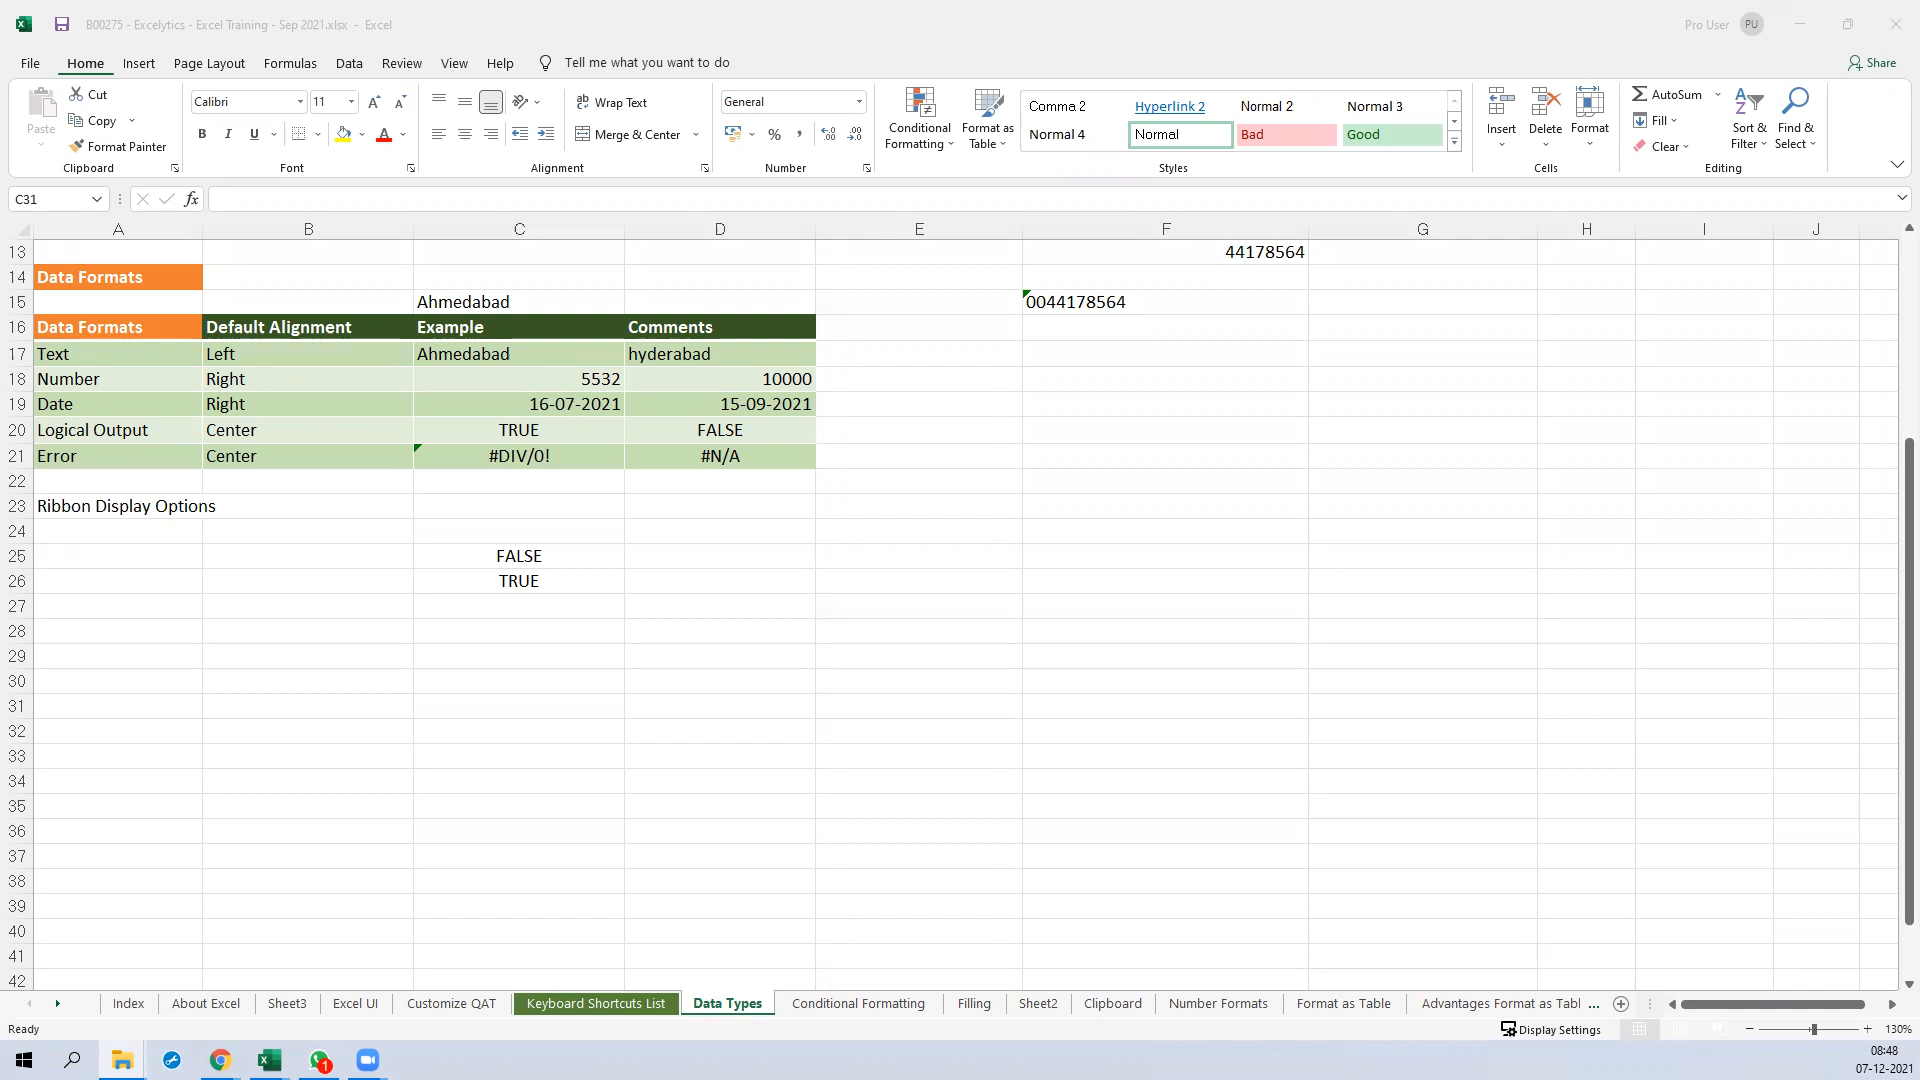 B00275 - Excelytics - Excel Training - Sep 2021.xlsx - Excel
Pro User PU
File Home Insert Page Layout Formulas Data Review View Help Tell me what you want to do Share
Paste Cut Copy Format Painter Clipboard
Calibri 11 B I U A Font
Wrap Text Merge & Center Alignment
General % , Number
Conditional Formatting Format as Table
Comma 2 Hyperlink 2 Normal 2 Normal 3
Normal 4 Normal Bad Good
Styles
Insert Delete Format Cells
AutoSum Fill Clear Sort & Filter Find & Select Editing
C31 fx
A B C D E F G H I J
13 44178564
14 Data Formats
15 Ahmedabad 0044178564
16 Data Formats Default Alignment Example Comments
17 Text Left Ahmedabad hyderabad
18 Number Right 5532 10000
19 Date Right 16-07-2021 15-09-2021
20 Logical Output Center TRUE FALSE
21 Error Center #DIV/0! #N/A
22
23 Ribbon Display Options
24
25 FALSE
26 TRUE
27
28
29
30
31
32
33
34
35
36
37
38
39
40
41
42
Index About Excel Sheet3 Excel UI Customize QAT Keyboard Shortcuts List Data Types Conditional Formatting Filling Sheet2 Clipboard Number Formats Format as Table Advantages Format as Tabl ...
Ready Display Settings 130%
1
08:48
07-12-2021